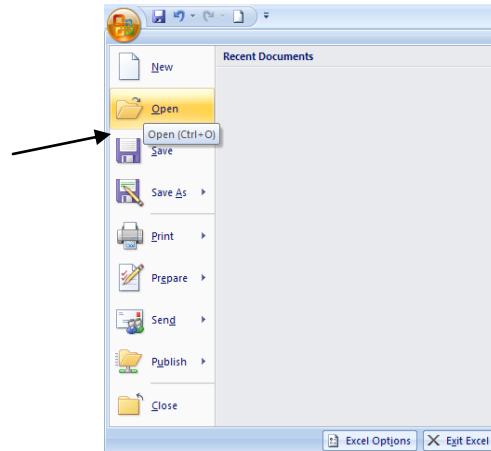 Recent Documents
New
Open
Open (Ctrl+O)
Save
Save As
Print
Prepare
Send
Publish
Close
Excel Options
Exit Excel